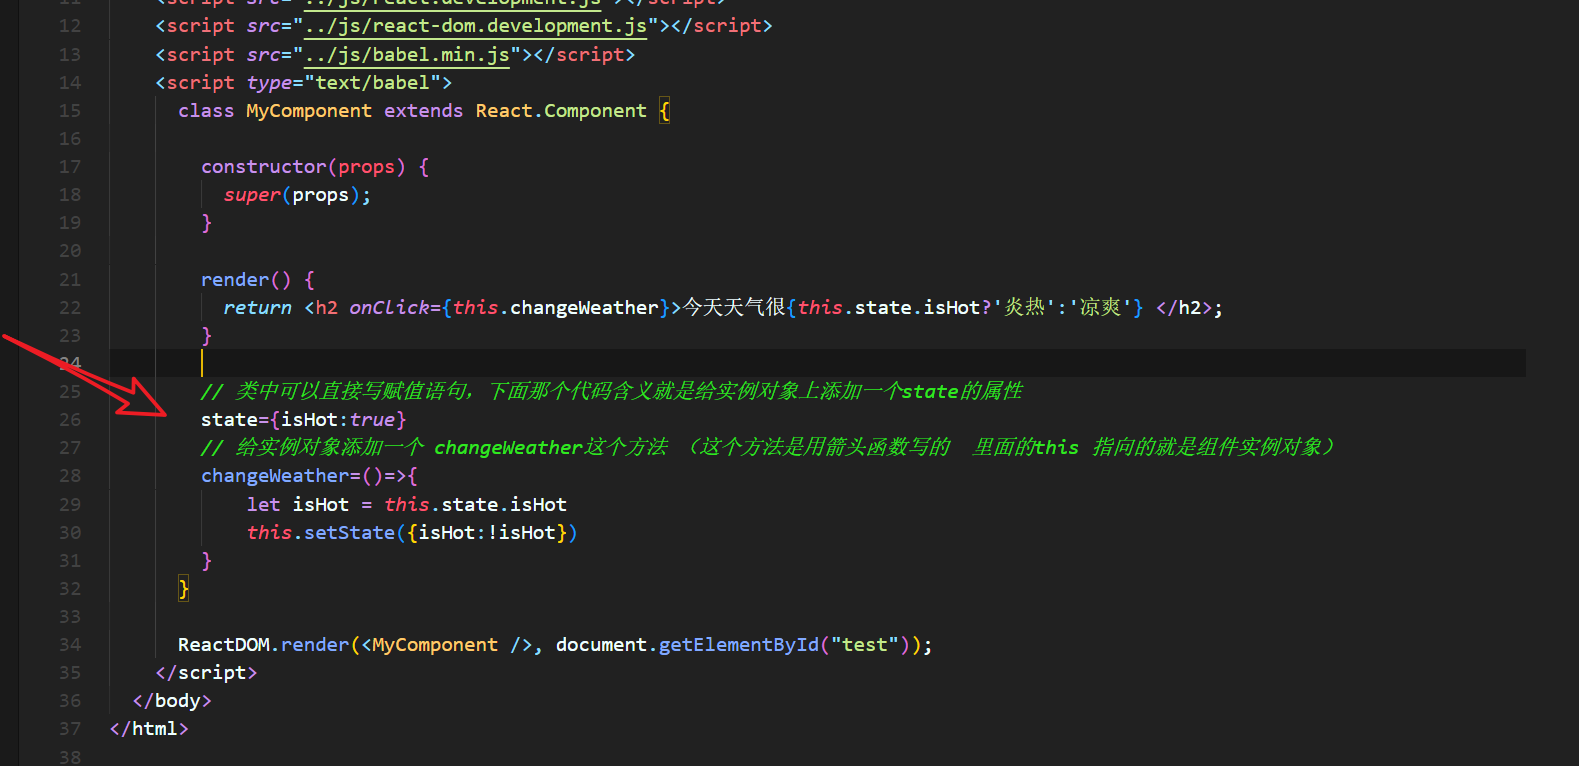 11 <script src="../js/react.development.js"></script>
12 <script src="../js/react-dom.development.js"></script>
13 <script src="../js/babel.min.js"></script>
14 <script type="text/babel">
15 class MyComponent extends React.Component {
16
17 constructor(props) {
18 super(props);
19 }
20
21 render() {
22 return <h2 onClick={this.changeWeather}>今天天气很{this.state.isHot?'炎热':'凉爽'} </h2>;
23 }
24
25 // 类中可以直接写赋值语句，下面那个代码含义就是给实例对象上添加一个state的属性
26 state={isHot:true}
27 // 给实例对象添加一个 changeWeather这个方法 （这个方法是用箭头函数写的  里面的this 指向的就是组件实例对象）
28 changeWeather=()=>{
29 let isHot = this.state.isHot
30 this.setState({isHot:!isHot})
31 }
32 }
33
34 ReactDOM.render(<MyComponent />, document.getElementById("test"));
35 </script>
36 </body>
37 </html>
38